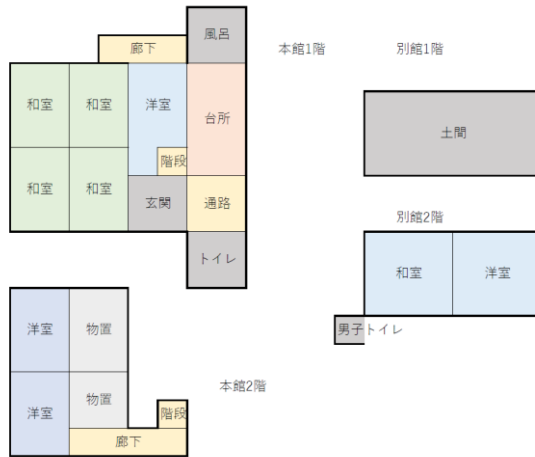 風呂
廊下
本館1階
別館1階
和室
和室
洋室
台所
土間
階段
和室
和室
玄関
通路
別館2階
トイレ
和室
洋室
洋室
物置
男子トイレ
本館2階
洋室
物置
階段
廊下